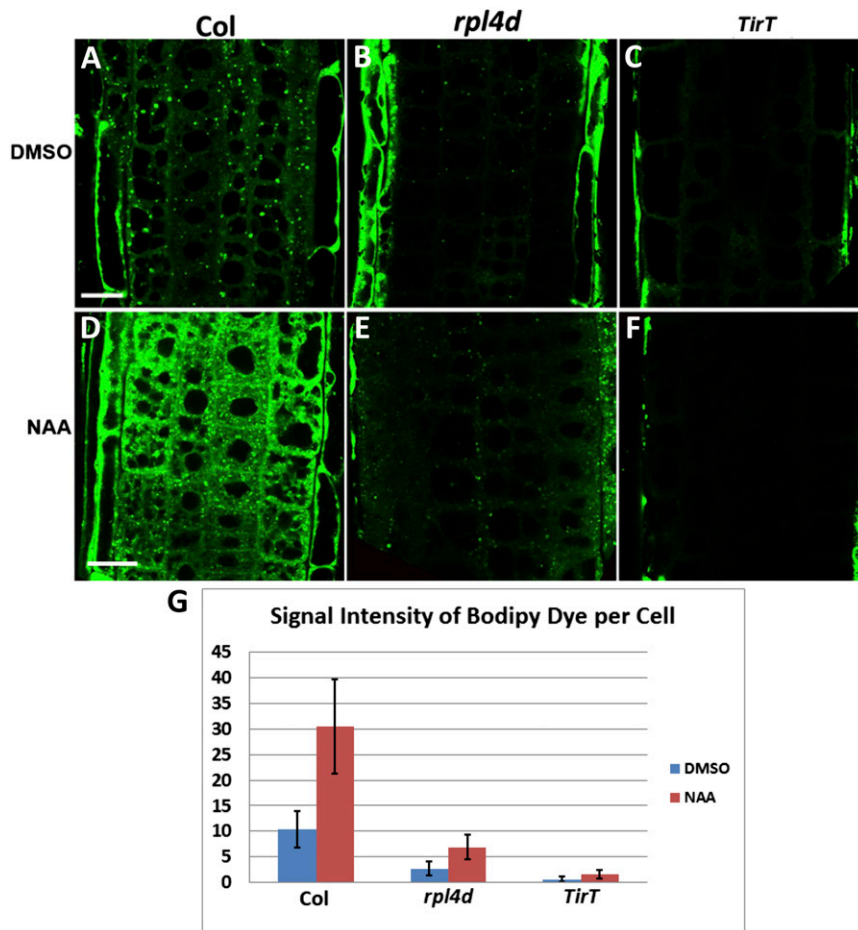 Col rpl4d TirT
A B C
DMSO
D E F
NAA
G
Signal Intensity of Bodipy Dye per Cell
45
40
35
30
25
20
15
10
5
0
DMSO
NAA
Col rpl4d TirT